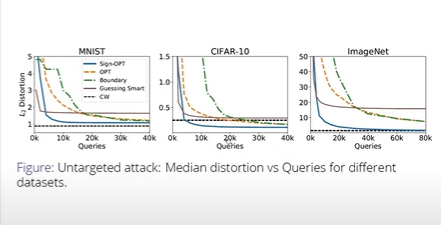 MNIST
CIFAR-10
ImageNet
L₂ Distortion
5
4
3
2
1
Sign-OPT
OPT
Boundary
Guessing Smart
CW
0k 10k 20k 30k 40k
Queries
1.5
1.0
0.5
0k 10k 20k 30k 40k
Queries
50
40
30
20
10
0k 20k 40k 60k 80k
Queries
Figure: Untargeted attack: Median distortion vs Queries for different
datasets.